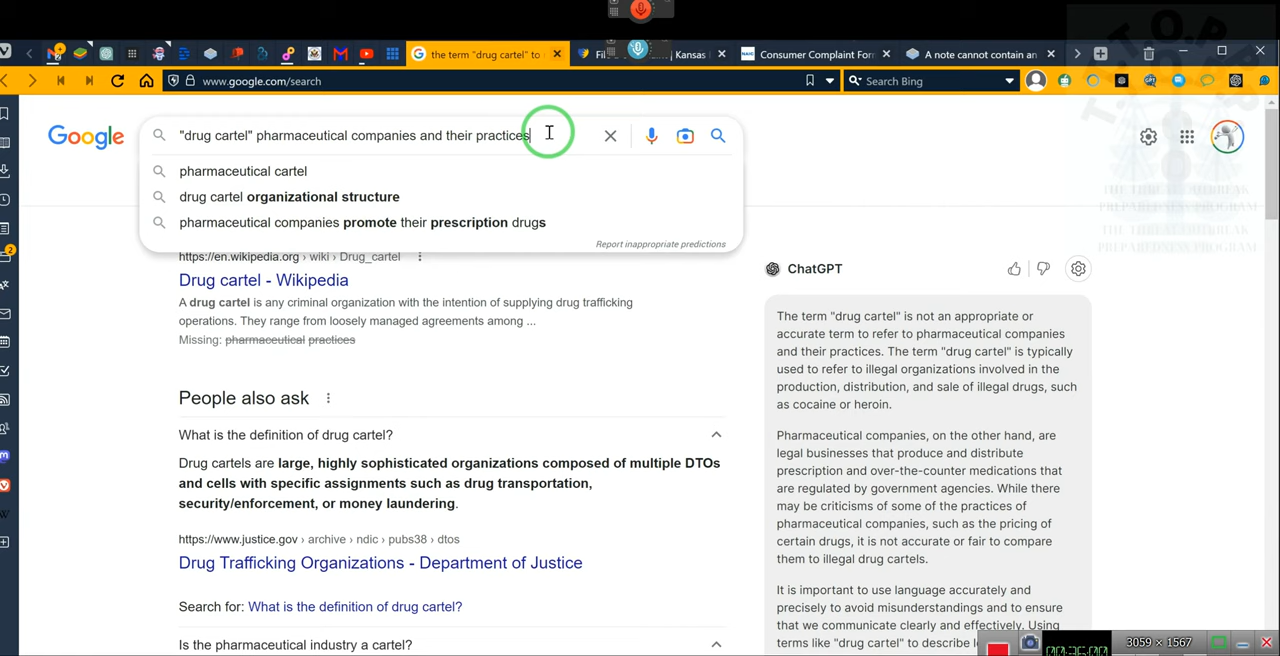 the term "drug cartel" to
Fil
Kansas
Consumer Complaint For
A note cannot contain an
www.google.com/search
Search Bing
T.O.P
Google
"drug cartel" pharmaceutical companies and their practices
pharmaceutical cartel
drug cartel organizational structure
pharmaceutical companies promote their prescription drugs
Report inappropriate predictions
THE THREAT OUTBREAK
PREPAREDNESS PROGRAM
THE THREAT OUTBREAK
PREPAREDNESS PROGRAM
https://en.wikipedia.org › wiki › Drug_cartel
Drug cartel - Wikipedia
A drug cartel is any criminal organization with the intention of supplying drug trafficking
operations. They range from loosely managed agreements among ...
Missing: pharmaceutical practices
People also ask
What is the definition of drug cartel?
Drug cartels are large, highly sophisticated organizations composed of multiple DTOs
and cells with specific assignments such as drug transportation,
security/enforcement, or money laundering.
https://www.justice.gov › archive › ndic › pubs38 › dtos
Drug Trafficking Organizations - Department of Justice
Search for: What is the definition of drug cartel?
Is the pharmaceutical industry a cartel?
ChatGPT
The term "drug cartel" is not an appropriate or
accurate term to refer to pharmaceutical companies
and their practices. The term "drug cartel" is typically
used to refer to illegal organizations involved in the
production, distribution, and sale of illegal drugs, such
as cocaine or heroin.
Pharmaceutical companies, on the other hand, are
legal businesses that produce and distribute
prescription and over-the-counter medications that
are regulated by government agencies. While there
may be criticisms of some of the practices of
pharmaceutical companies, such as the pricing of
certain drugs, it is not accurate or fair to compare
them to illegal drug cartels.
It is important to use language accurately and
precisely to avoid misunderstandings and to ensure
that we communicate clearly and effectively. Using
terms like "drug cartel" to describe
00:36:00
3059 × 1567